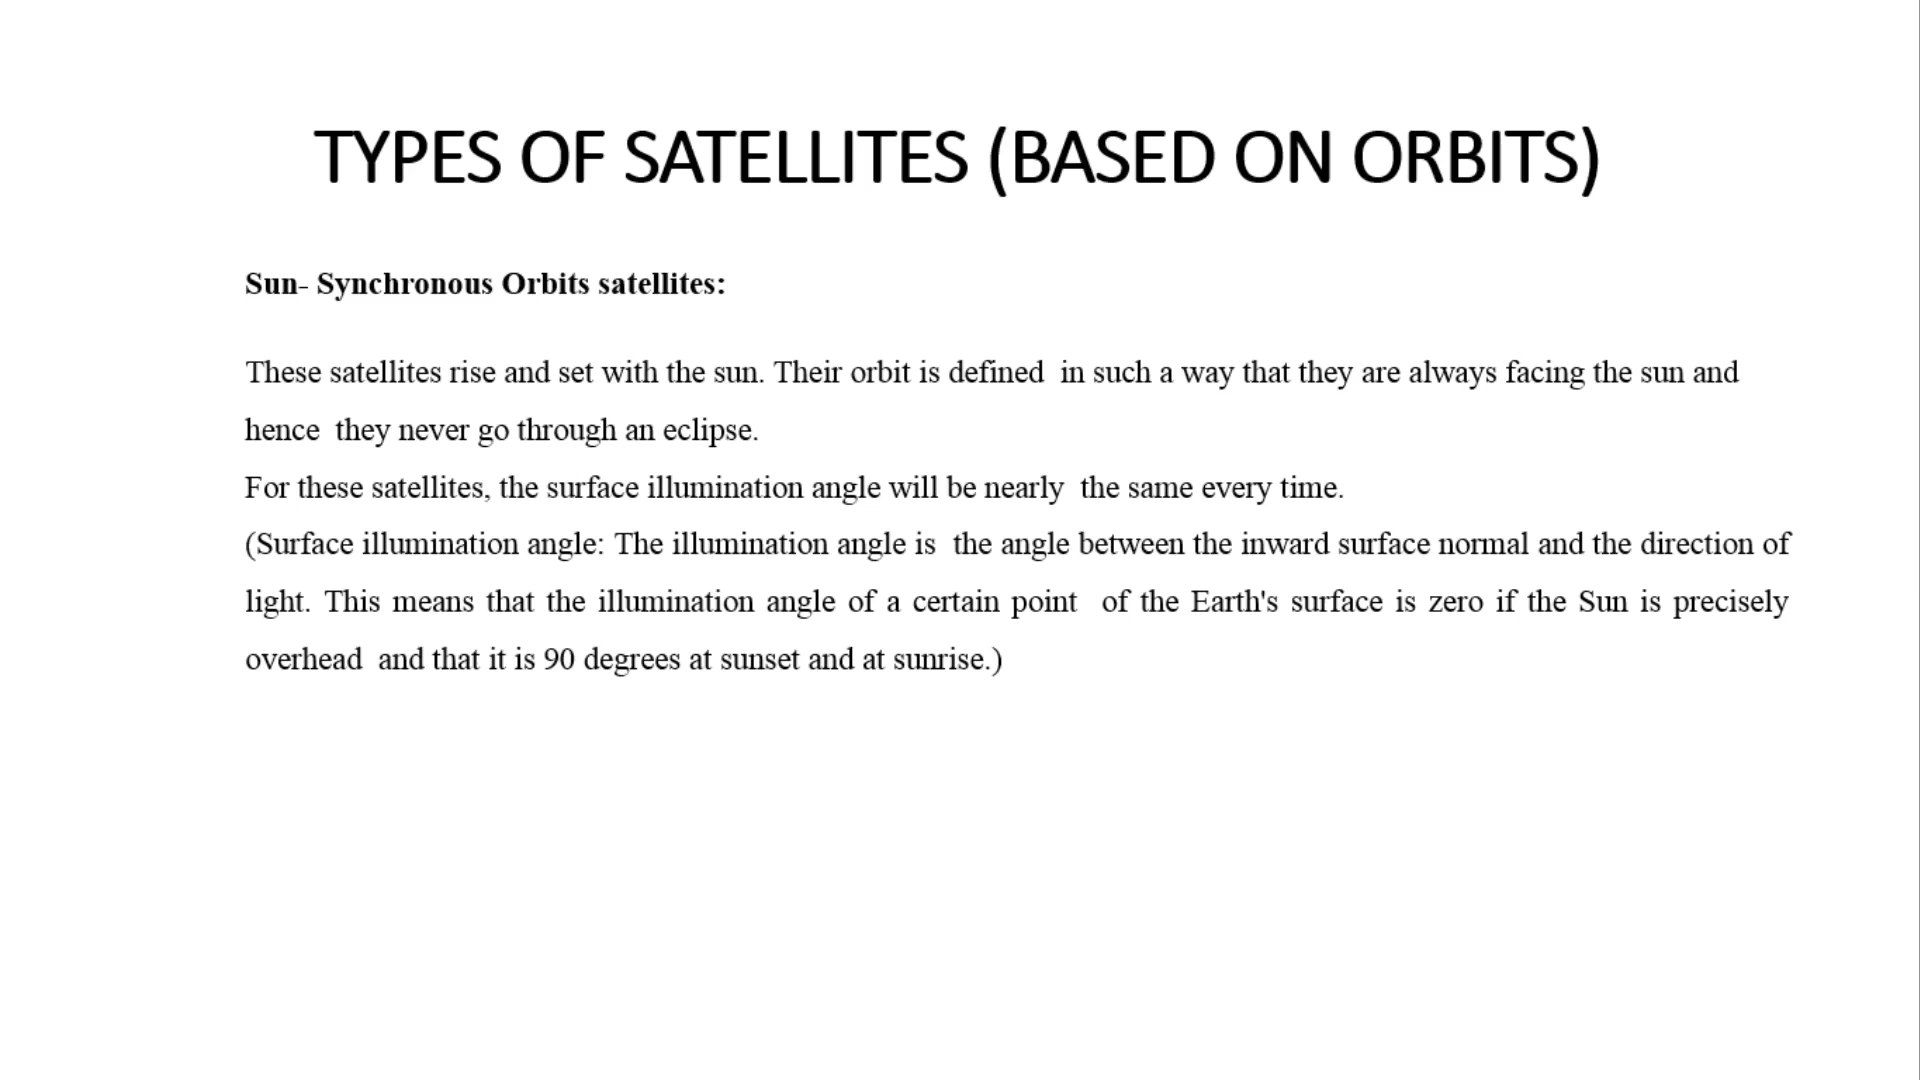 TYPES OF SATELLITES (BASED ON ORBITS)
Sun- Synchronous Orbits satellites:
These satellites rise and set with the sun. Their orbit is defined  in such a way that they are always facing the sun and
hence  they never go through an eclipse.
For these satellites, the surface illumination angle will be nearly  the same every time.
(Surface illumination angle: The illumination angle is  the angle between the inward surface normal and the direction of
light. This means that the illumination angle of a certain point  of the Earth's surface is zero if the Sun is precisely
overhead  and that it is 90 degrees at sunset and at sunrise.)